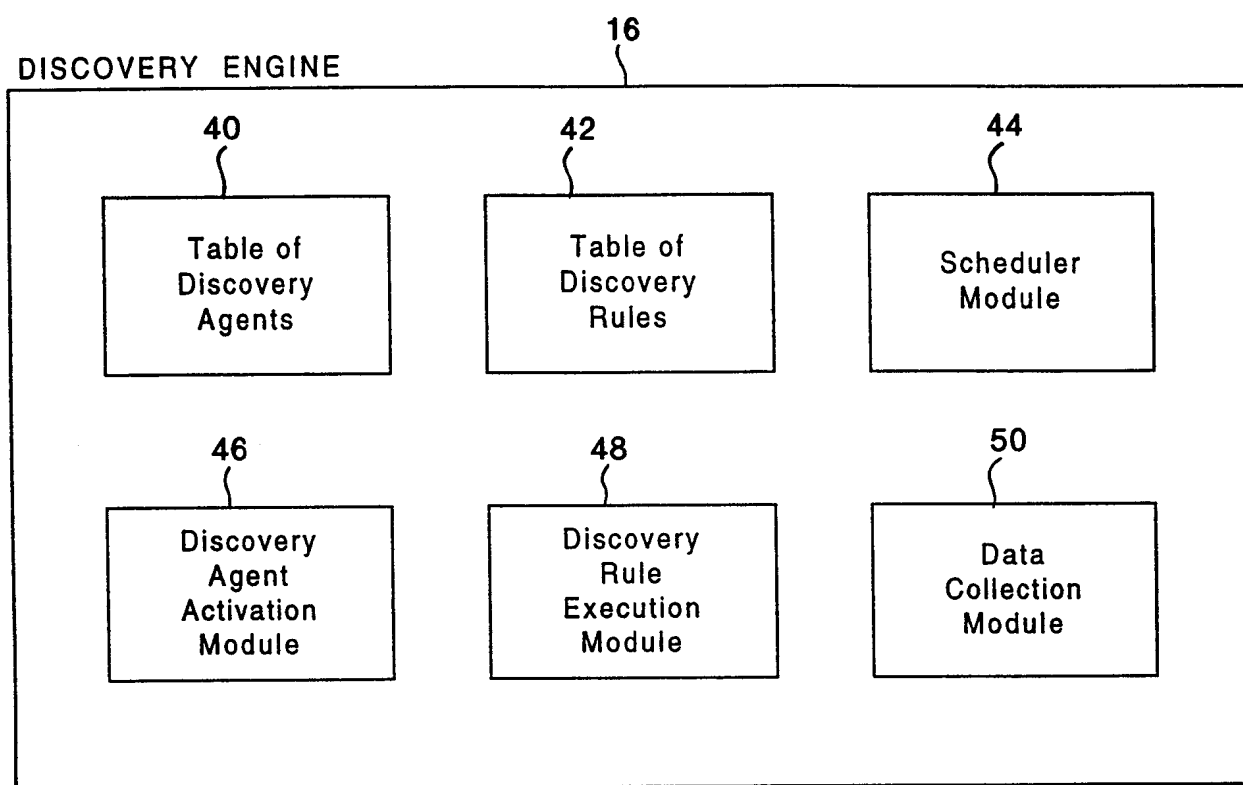 16
DISCOVERY ENGINE
40
42
44
Table of
Discovery
Agents
Table of
Discovery
Rules
Scheduler
Module
46
48
50
Discovery
Agent
Activation
Module
Discovery
Rule
Execution
Module
Data
Collection
Module